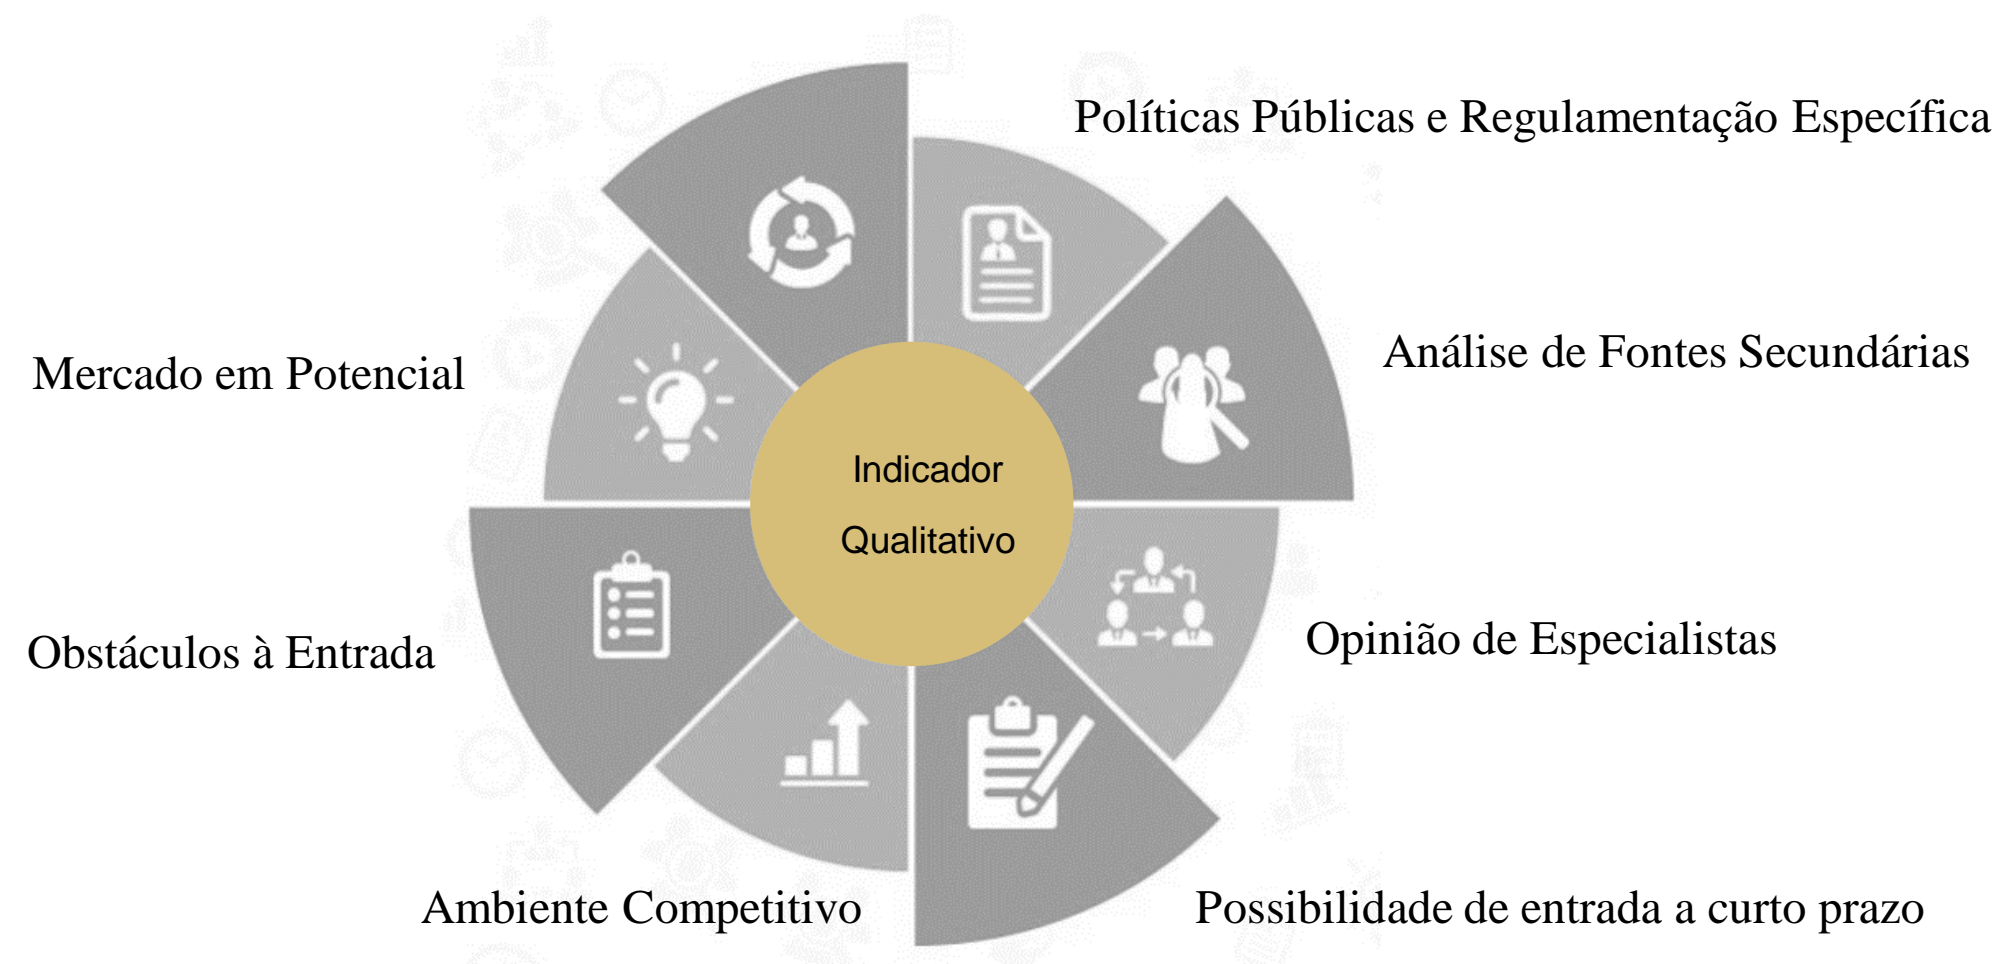 Políticas Públicas e Regulamentação Específica
Mercado em Potencial
Análise de Fontes Secundárias
Indicador
Qualitativo
Obstáculos à Entrada
Opinião de Especialistas
Ambiente Competitivo
Possibilidade de entrada a curto prazo